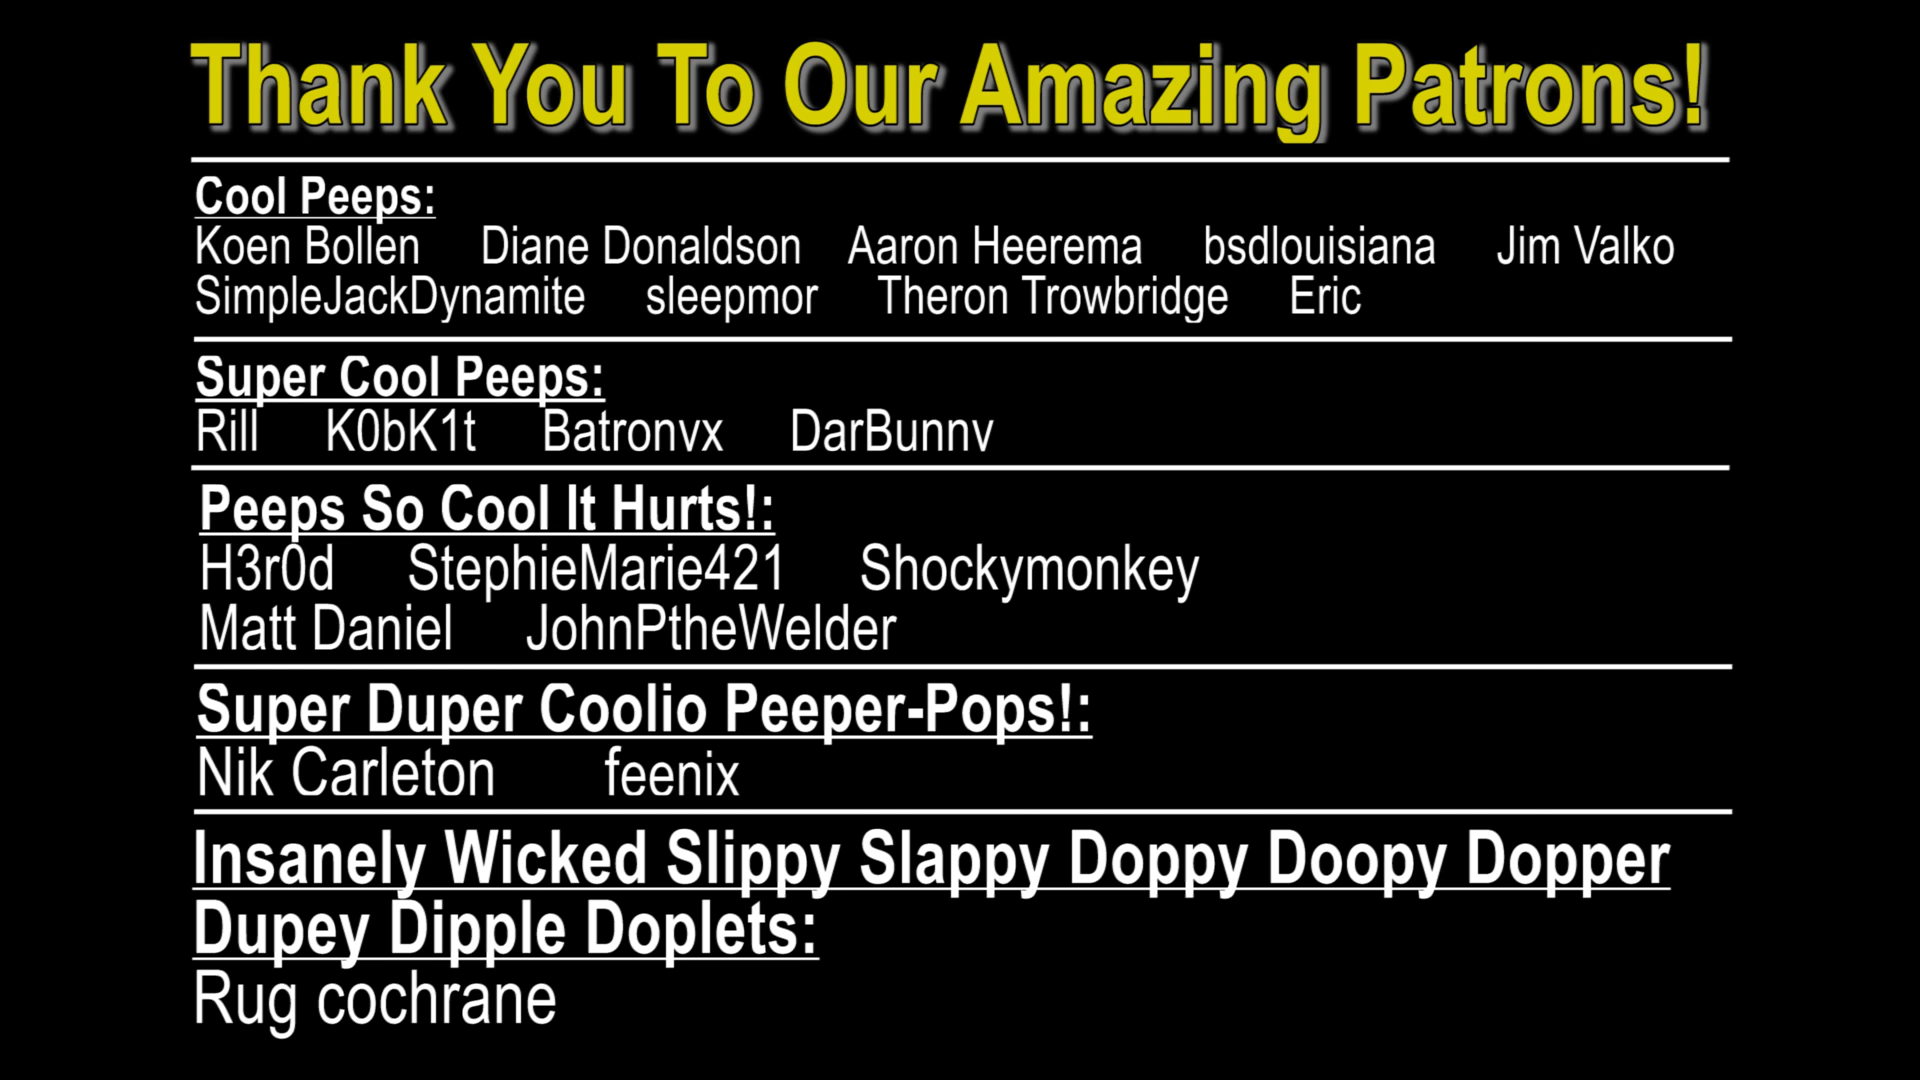 Thank You To Our Amazing Patrons!
Cool Peeps:
Koen Bollen Diane Donaldson Aaron Heerema bsdlouisiana Jim Valko
SimpleJackDynamite sleepmor Theron Trowbridge Eric
Super Cool Peeps:
Rill K0bK1t Batronvx DarBunnv
Peeps So Cool It Hurts!:
H3r0d StephieMarie421 Shockymonkey
Matt Daniel JohnPtheWelder
Super Duper Coolio Peeper-Pops!:
Nik Carleton feenix
Insanely Wicked Slippy Slappy Doppy Doopy Dopper
Dupey Dipple Doplets:
Rug cochrane